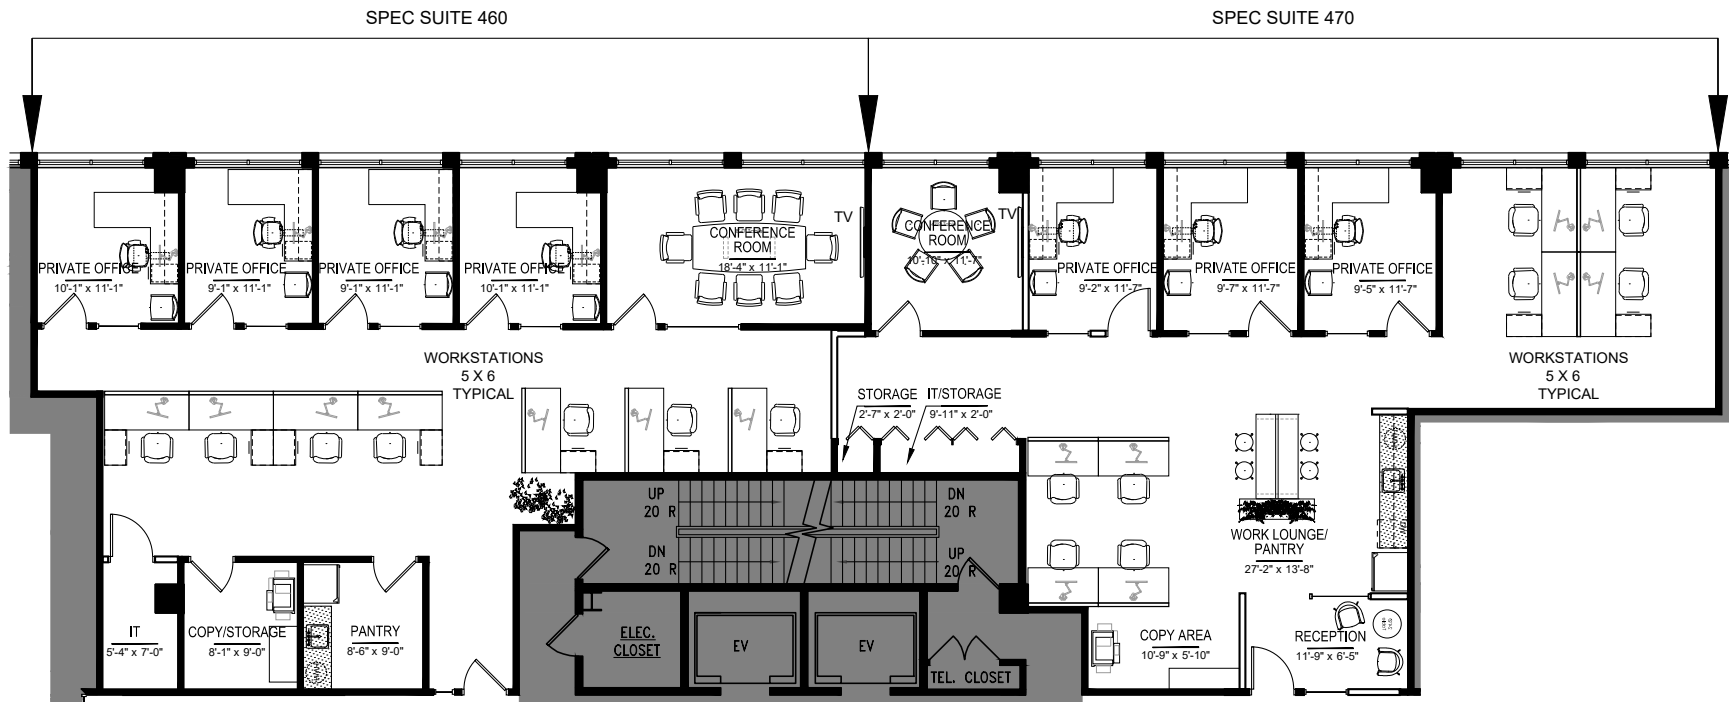 SPEC SUITE 460
SPEC SUITE 470
TV
TV
CONFERENCE
ROOM
18'-4" x 11'-1"
CONFERENCE
ROOM
10'-10" x 11'-7"
PRIVATE OFFICE
10'-1" x 11'-1"
PRIVATE OFFICE
9'-1" x 11'-1"
PRIVATE OFFICE
9'-1" x 11'-1"
PRIVATE OFFICE
10'-1" x 11'-1"
PRIVATE OFFICE
9'-2" x 11'-7"
PRIVATE OFFICE
9'-7" x 11'-7"
PRIVATE OFFICE
9'-5" x 11'-7"
WORKSTATIONS
5 X 6
TYPICAL
WORKSTATIONS
5 X 6
TYPICAL
STORAGE
2'-7" x 2'-0"
IT/STORAGE
9'-11" x 2'-0"
UP
20 R
DN
20 R
DN
20 R
UP
20 R
WORK LOUNGE/
PANTRY
27'-2" x 13'-8"
IT
5'-4" x 7'-0"
COPY/STORAGE
8'-1" x 9'-0"
PANTRY
8'-6" x 9'-0"
ELEC.
CLOSET
EV
EV
TEL. CLOSET
COPY AREA
10'-9" x 5'-10"
RECEPTION
11'-9" x 6'-5"